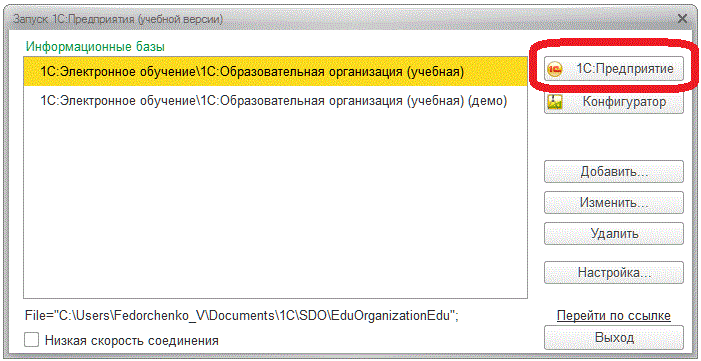 Запуск 1С:Предприятия (учебной версии)
Информационные базы
1С:Электронное обучение\1С:Образовательная организация (учебная)
1С:Электронное обучение\1С:Образовательная организация (учебная) (демо)
1С:Предприятие
Конфигуратор
Добавить...
Изменить...
Удалить
Настройка...
File="C:\Users\Fedorchenko_V\Documents\1C\SDO\EduOrganizationEdu";
Перейти по ссылке
Низкая скорость соединения
Выход